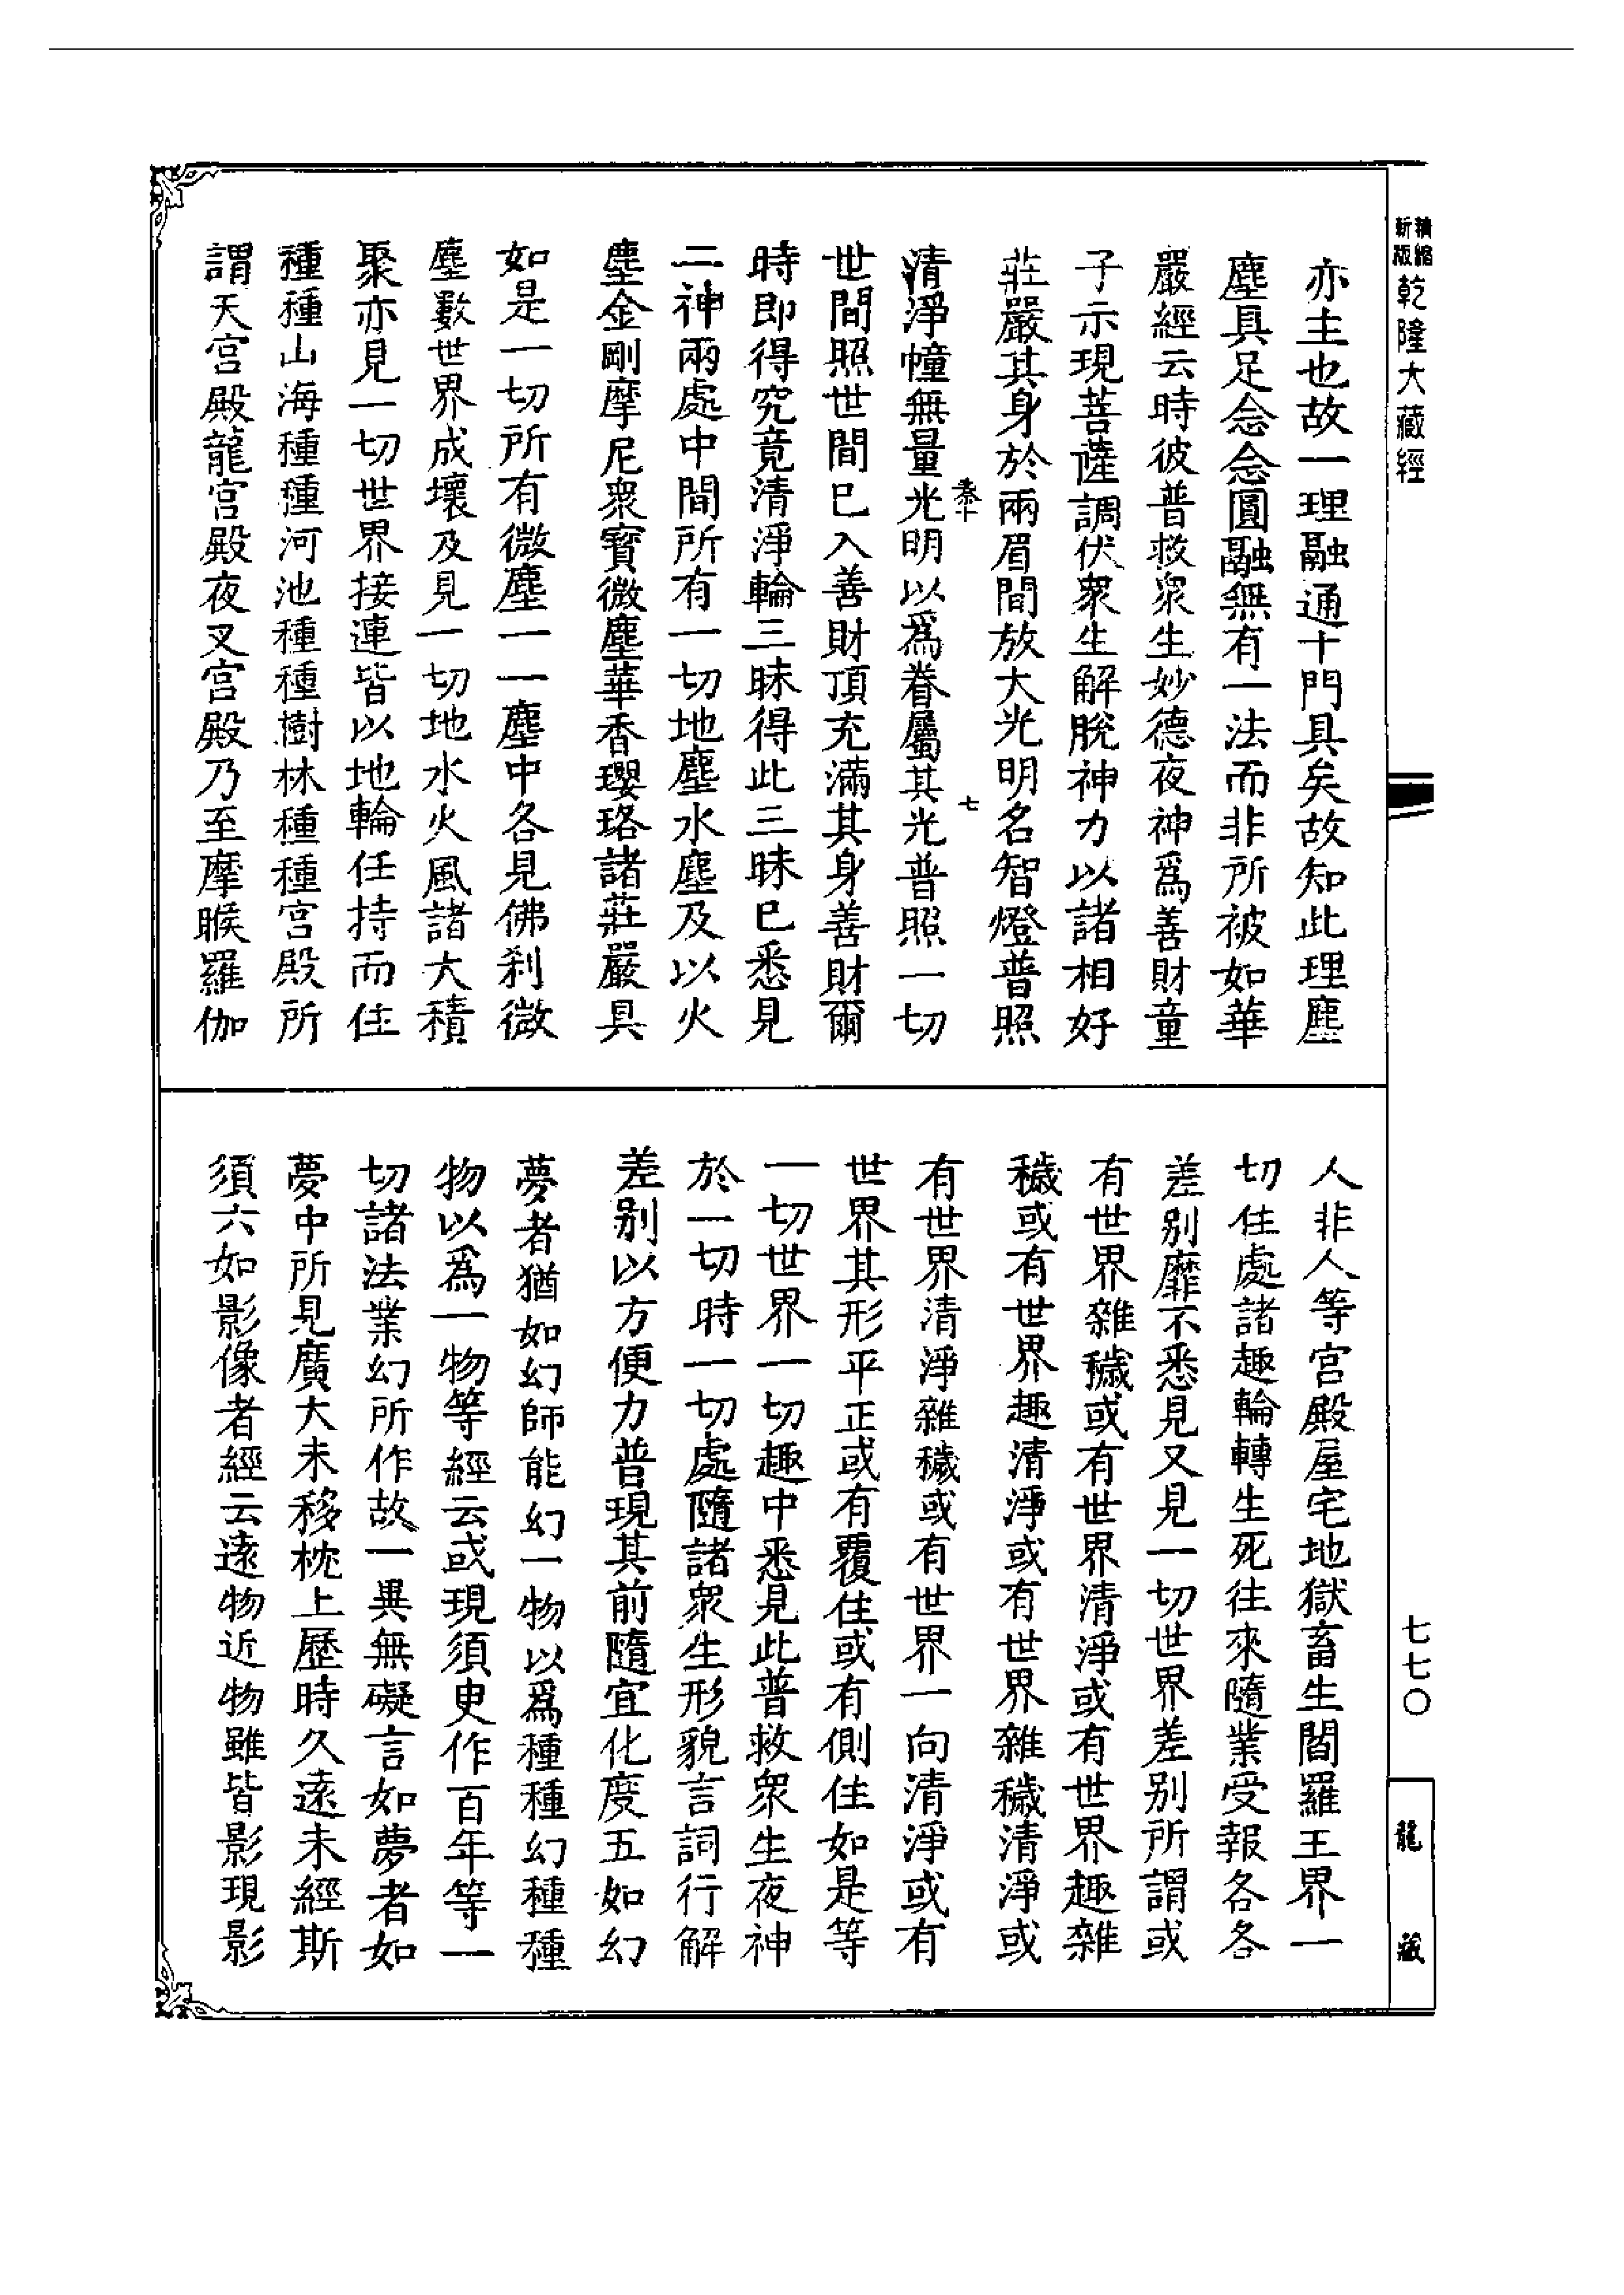 精縮
新版
乾隆大藏經
亦主也故一理融通十門具矣故知此理塵
塵具足念念圓融無有一法而非所被如華
嚴經云時彼普救衆生妙德夜神爲善財童
子示現菩薩調伏衆生解脫神力以諸相好
莊嚴其身於兩眉間放大光明名智燈普照
七
清淨幢無量光明以爲眷屬其光普照一切
世間照世間已入善財頂充滿其身善財爾
時即得究竟清淨輪三昧得此三昧已悉見
二神兩處中間所有一切地塵水塵及以火
塵金剛摩尼衆寳微塵華香瓔珞諸莊嚴具
如是一切所有微塵一一塵中各見佛刹微
塵數世界成壞及見一切地水火風諸大積
聚亦見一切世界接連皆以地輪任持而住
種種山海種種河池種種樹林種種宮殿所
謂天宮殿龍宮殿夜叉宮殿乃至摩睺羅伽
人非人等宮殿屋宅地獄畜生閻羅王界一
切住處諸趣輪轉生死往來隨業受報各各
差别靡不悉見又見一切世界差别所謂或
有世界雜穢或有世界清淨或有世界趣雜
穢或有世界趣清淨或有世界雜穢清淨或
有世界清淨雜穢或有世界一向清淨或有
世界其形平正或有覆住或有側住如是等
一切世界一切趣中悉見此普救衆生夜神
於一切時一切處隨諸衆生形貌言詞行解
差别以方便力普現其前隨宜化度五如幻
夢者猶如幻師能幻一物以爲種種幻種種
物以爲一物等經云或現須臾作百年等一
切諸法業幻所作故一異無礙言如夢者如
夢中所見廣大未移枕上歷時久遠未經斯
須六如影像者經云遠物近物雖皆影現影
七七〇
龍藏